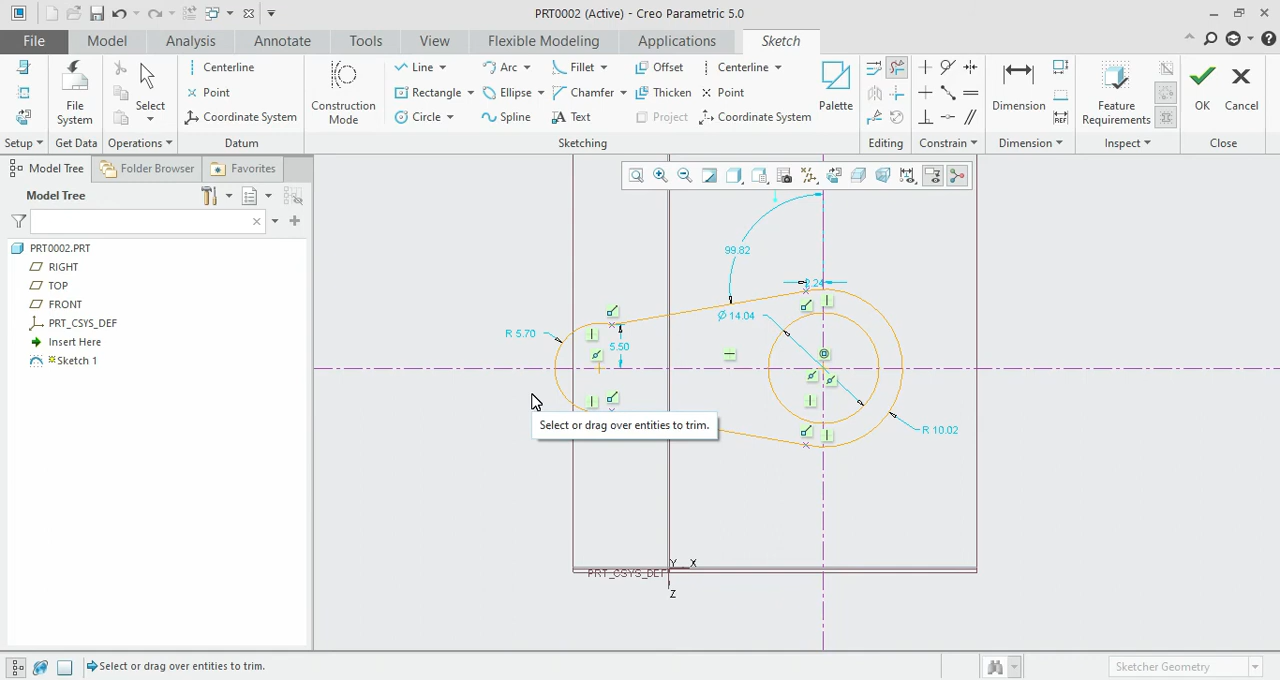 PRT0002 (Active) - Creo Parametric 5.0
File Model Analysis Annotate Tools View Flexible Modeling Applications Sketch
Centerline Line Arc Fillet Offset Centerline
Point Rectangle Ellipse Chamfer Thicken Point
Coordinate System Circle Spline Text Project Coordinate System
File System
Select
Construction Mode
Palette
Dimension
REF
Feature Requirements
OK
Cancel
Setup Get Data Operations Datum Sketching Editing Constrain Dimension Inspect Close
Model Tree Folder Browser Favorites
Model Tree
PRT0002.PRT
RIGHT
TOP
FRONT
PRT_CSYS_DEF
Insert Here
Sketch 1
99.82
2.24
Ø 14.04
R 5.70
5.50
R 10.02
Select or drag over entities to trim.
Y X
PRT_CSYS_DEF
Z
Select or drag over entities to trim.
Sketcher Geometry